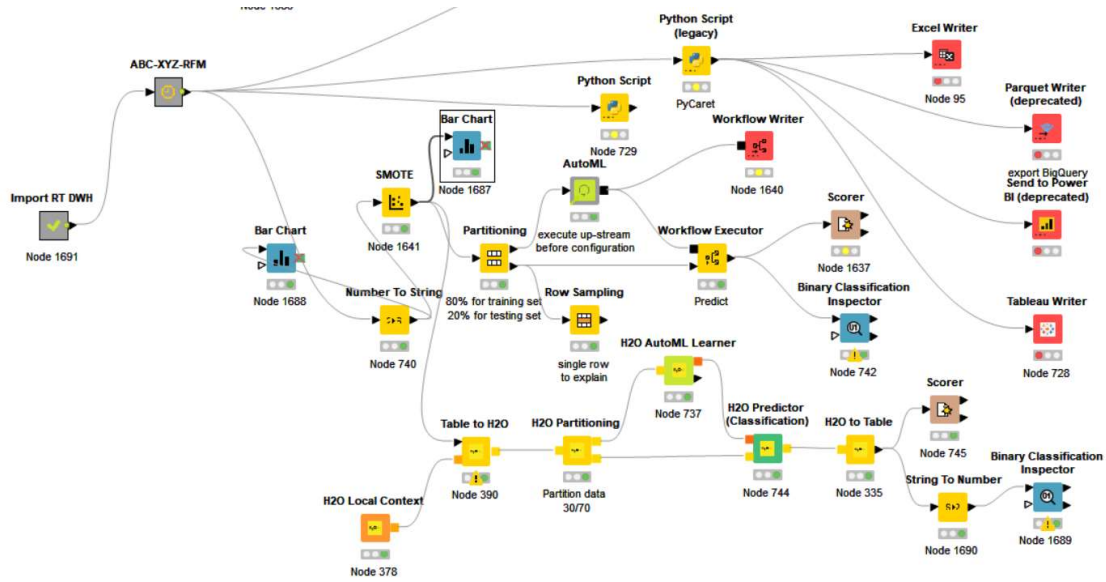 Python Script
(legacy)
Excel Writer
ABC-XYZ-RFM
Python Script
PyCaret
Node 95
Parquet Writer
(deprecated)
Bar Chart
Workflow Writer
Node 729
AutoML
export BigQuery
Send to Power
BI (deprecated)
Import RT DWH
SMOTE
Node 1687
Node 1640
Scorer
Bar Chart
Node 1641
Partitioning
execute up-stream
before configuration
Workflow Executor
Node 1691
Node 1637
Node 1688
Number To String
80% for training set
20% for testing set
Row Sampling
Predict
Binary Classification
Inspector
Tableau Writer
Node 740
single row
to explain
H2O AutoML Learner
Node 742
Node 728
Scorer
Table to H2O
H2O Partitioning
Node 737
H2O Predictor
(Classification)
H2O to Table
Node 745
Binary Classification
Inspector
Node 390
Partition data
30/70
Node 744
Node 335
String To Number
H2O Local Context
Node 1690
Node 1689
Node 378